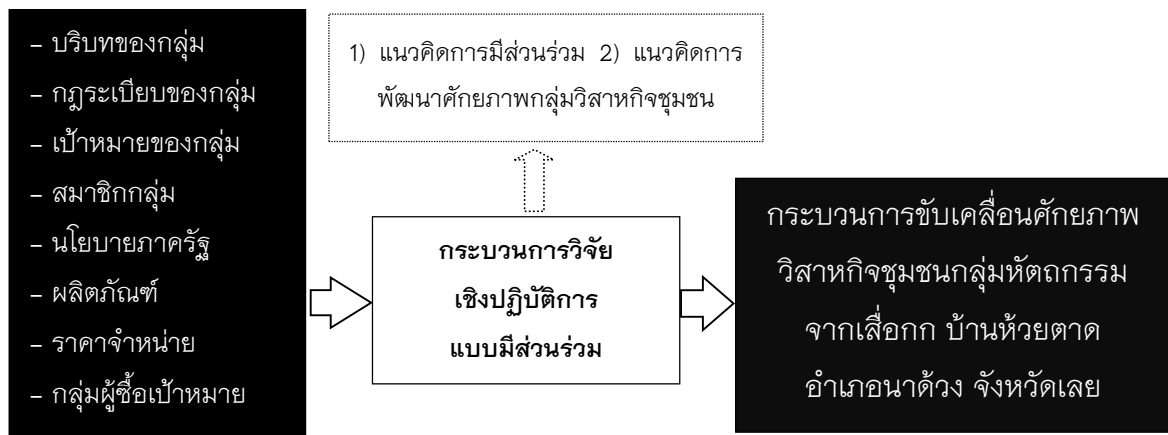 – บริบทของกลุ่ม
– กฎระเบียบของกลุ่ม
– เป้าหมายของกลุ่ม
– สมาชิกกลุ่ม
– นโยบายภาครัฐ
– ผลิตภัณฑ์
– ราคาจำหน่าย
– กลุ่มผู้ซื้อเป้าหมาย
1) แนวคิดการมีส่วนร่วม 2) แนวคิดการ
พัฒนาศักยภาพกลุ่มวิสาหกิจชุมชน
กระบวนการวิจัย
เชิงปฏิบัติการ
แบบมีส่วนร่วม
กระบวนการขับเคลื่อนศักยภาพ
วิสาหกิจชุมชนกลุ่มหัตถกรรม
จากเสื่อกก บ้านห้วยตาด
อำเภอนาด้วง จังหวัดเลย